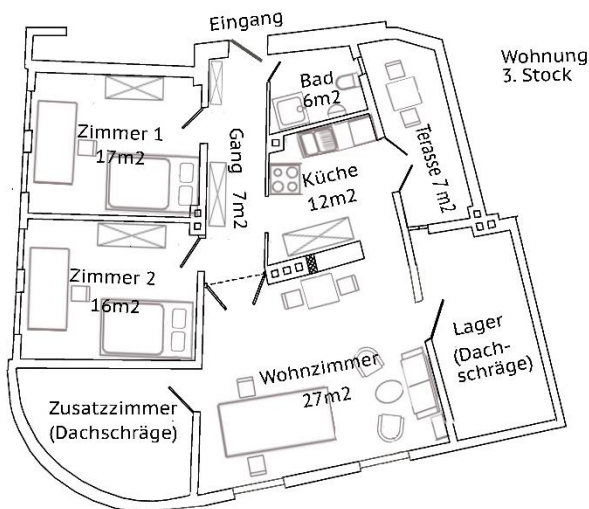 Eingang
Wohnung
3. Stock
Bad
6m2
Zimmer 1
17m2
Gang 7m2
Terasse 7 m2
Küche
12m2
Zimmer 2
16m2
Lager
(Dach-
schräge)
Wohnzimmer
27m2
Zusatzzimmer
(Dachschräge)